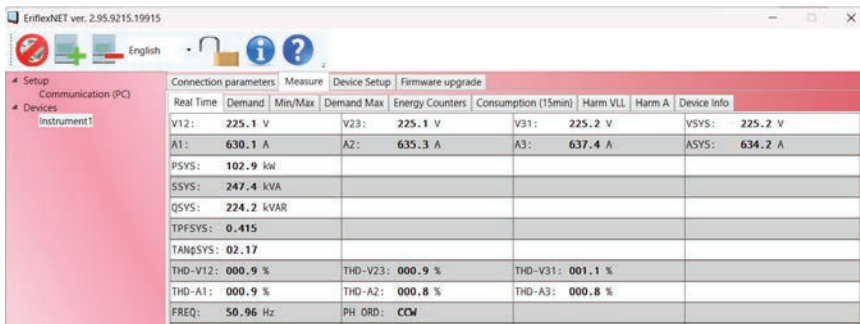 EriflexNET ver. 2.95.9215.19915
English
Setup
Communication (PC)
Devices
Instrument1
Connection parameters Measure Device Setup Firmware upgrade
Real Time Demand Min/Max Demand Max Energy Counters Consumption (15min) Harm VLL Harm A Device Info
V12: 225.1 V V23: 225.1 V V31: 225.2 V VSYS: 225.2 V
A1: 630.1 A A2: 635.3 A A3: 637.4 A ASYS: 634.2 A
PSYS: 102.9 kW
SSYS: 247.4 kVA
QSYS: 224.2 kVAR
TPFSYS: 0.415
TANϕSYS: 02.17
THD-V12: 000.9 % THD-V23: 000.9 % THD-V31: 001.1 %
THD-A1: 000.9 % THD-A2: 000.8 % THD-A3: 000.8 %
FREQ: 50.96 Hz PH ORD: CCW